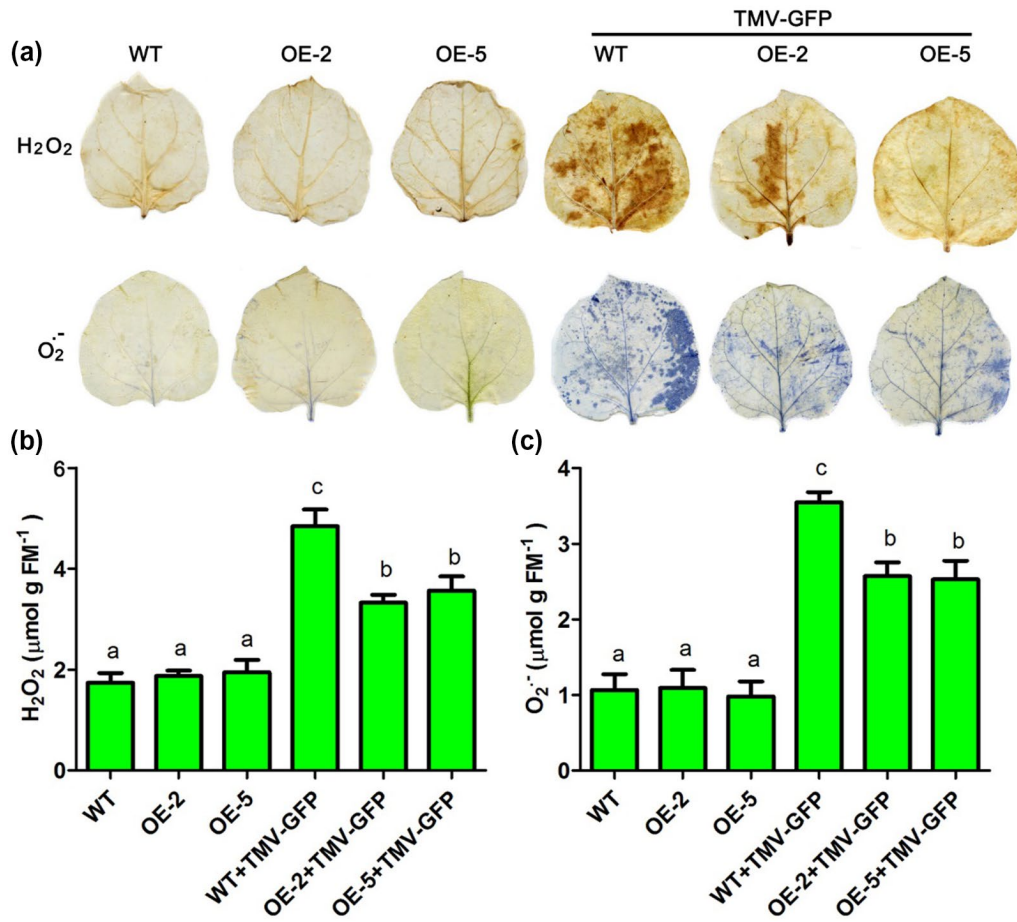 TMV-GFP
(a) WT OE-2 OE-5 WT OE-2 OE-5
H₂O₂
O₂·⁻
(b)
6
4
2
0
H₂O₂ (μmol g FM⁻¹)
a a a c b b
WT OE-2 OE-5 WT+TMV-GFP OE-2+TMV-GFP OE-5+TMV-GFP
(c)
4
3
2
1
0
O₂·⁻ (μmol g FM⁻¹)
a a a c b b
WT OE-2 OE-5 WT+TMV-GFP OE-2+TMV-GFP OE-5+TMV-GFP